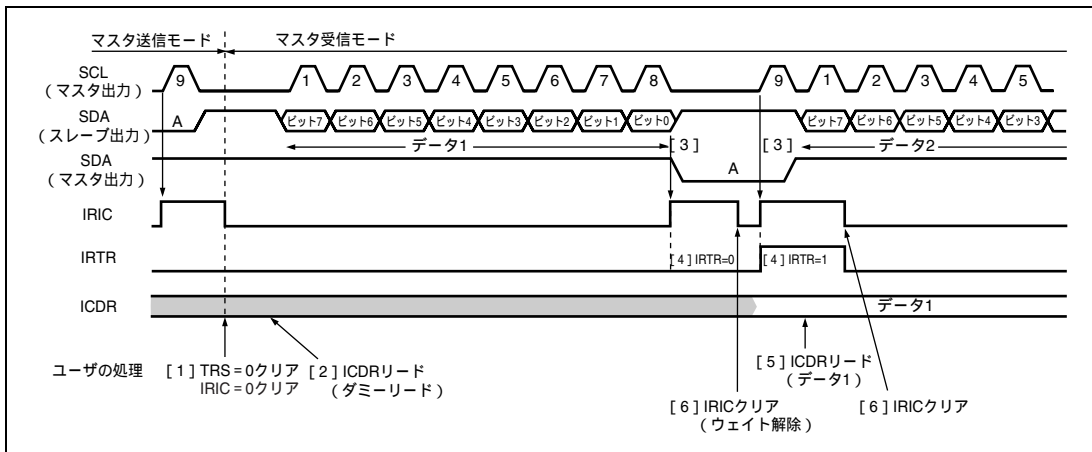 マスタ送信モード マスタ受信モード
SCL
（マスタ出力）
9 1 2 3 4 5 6 7 8 9 1 2 3 4 5
SDA
（スレーブ出力）
A ビット7 ビット6 ビット5 ビット4 ビット3 ビット2 ビット1 ビット0 ビット7 ビット6 ビット5 ビット4 ビット3
データ1 [3] [3] データ2
SDA
（マスタ出力）
A
IRIC
IRTR
[4] IRTR=0 [4] IRTR=1
ICDR
データ1
ユーザの処理
[1] TRS=0クリア
IRIC=0クリア
[2] ICDRリード
（ダミーリード）
[5] ICDRリード
（データ1）
[6] IRICクリア
（ウェイト解除）
[6] IRICクリア